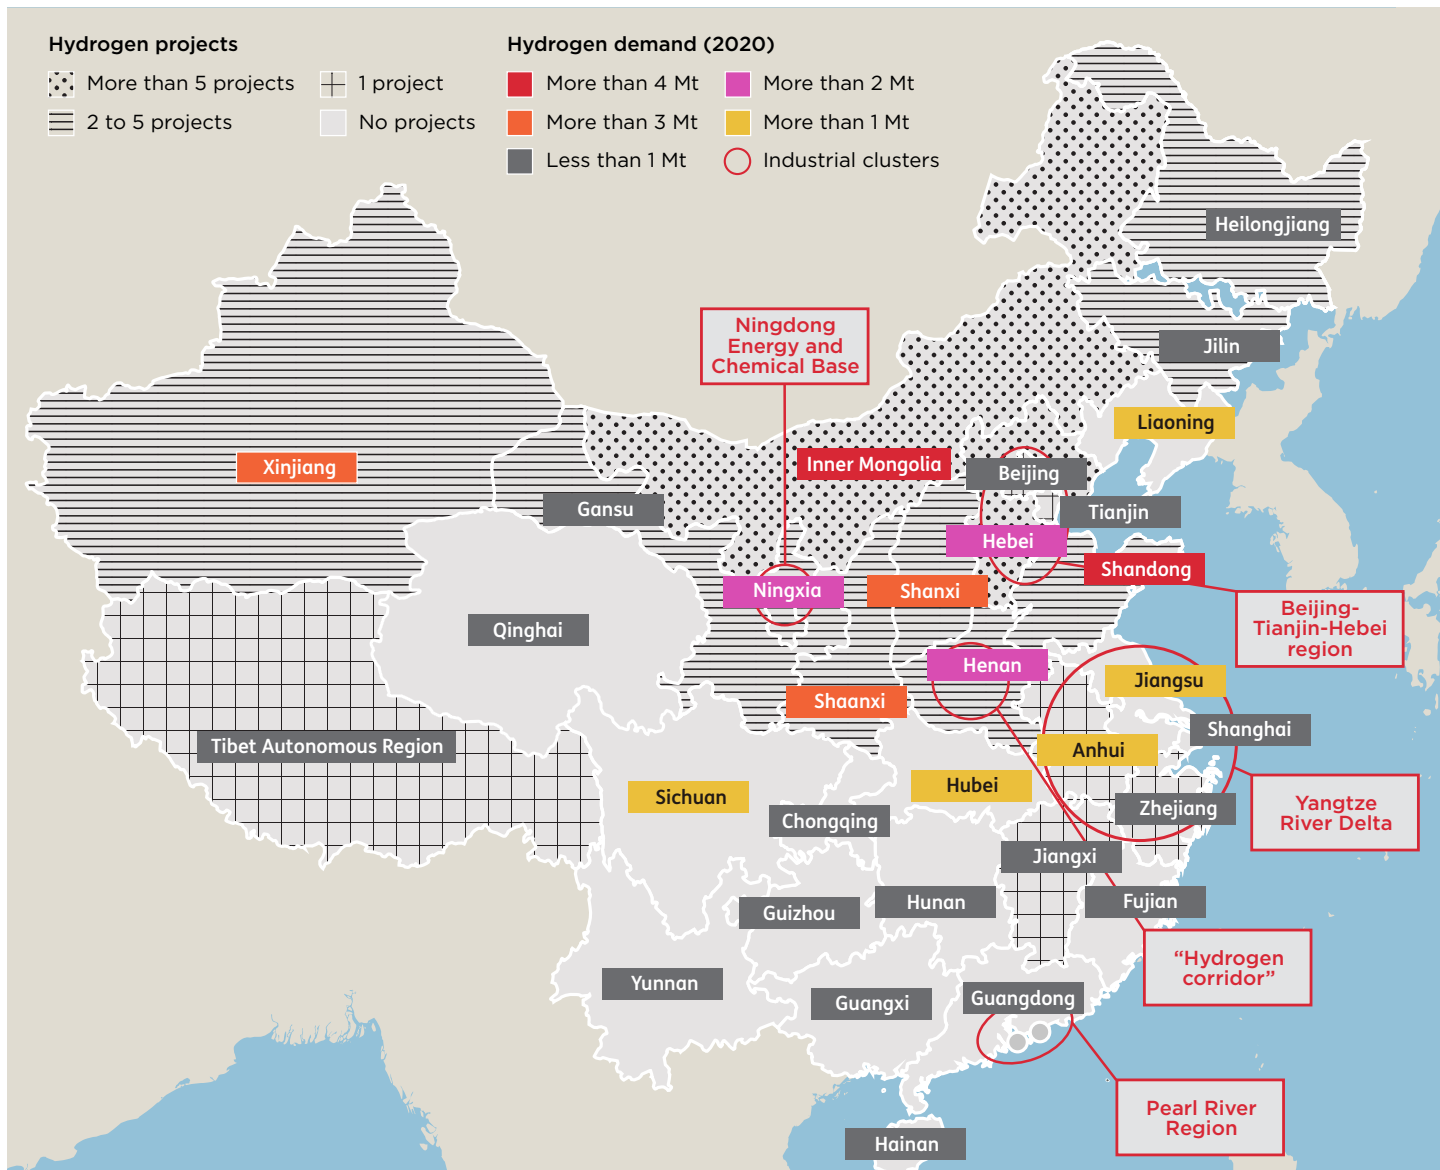 Hydrogen projects
More than 5 projects
1 project
2 to 5 projects
No projects
Hydrogen demand (2020)
More than 4 Mt
More than 2 Mt
More than 3 Mt
More than 1 Mt
Less than 1 Mt
Industrial clusters
Heilongjiang
Ningdong
Energy and
Chemical Base
Jilin
Liaoning
Xinjiang
Inner Mongolia
Beijing
Gansu
Tianjin
Hebei
Shandong
Ningxia
Shanxi
Beijing-
Tianjin-Hebei
region
Qinghai
Henan
Jiangsu
Shaanxi
Shanghai
Tibet Autonomous Region
Anhui
Sichuan
Hubei
Yangtze
River Delta
Zhejiang
Chongqing
Jiangxi
Hunan
Fujian
Guizhou
“Hydrogen
corridor”
Yunnan
Guangxi
Guangdong
Pearl River
Region
Hainan